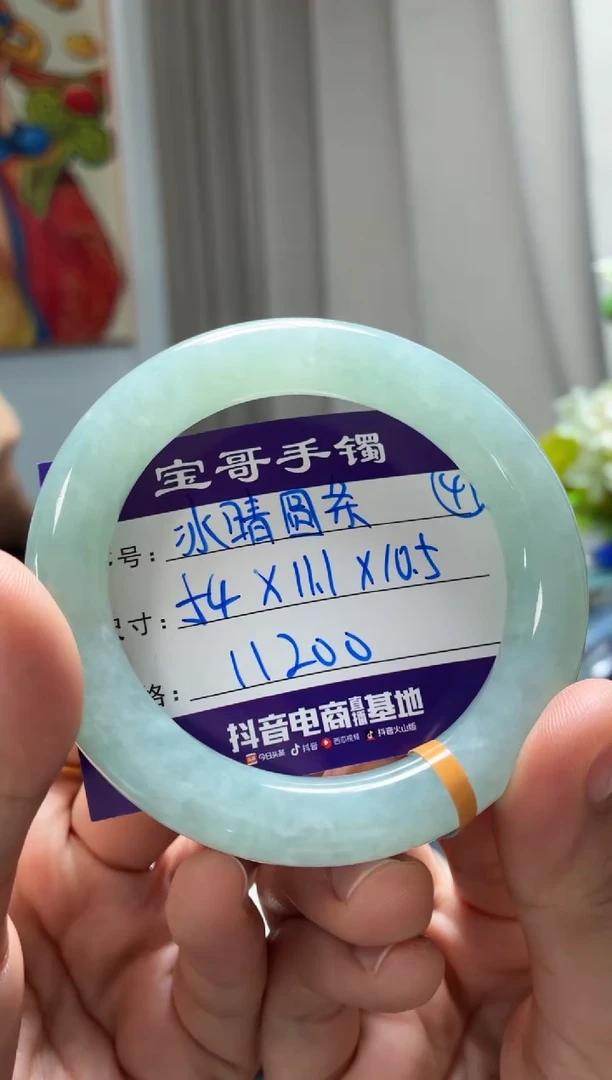 宝哥手镯
号：冰晴圆条 ④
尺寸：54×11.1×10.5
格：11200
抖音电商直播基地
今日头条 抖音 西瓜视频 抖音火山版